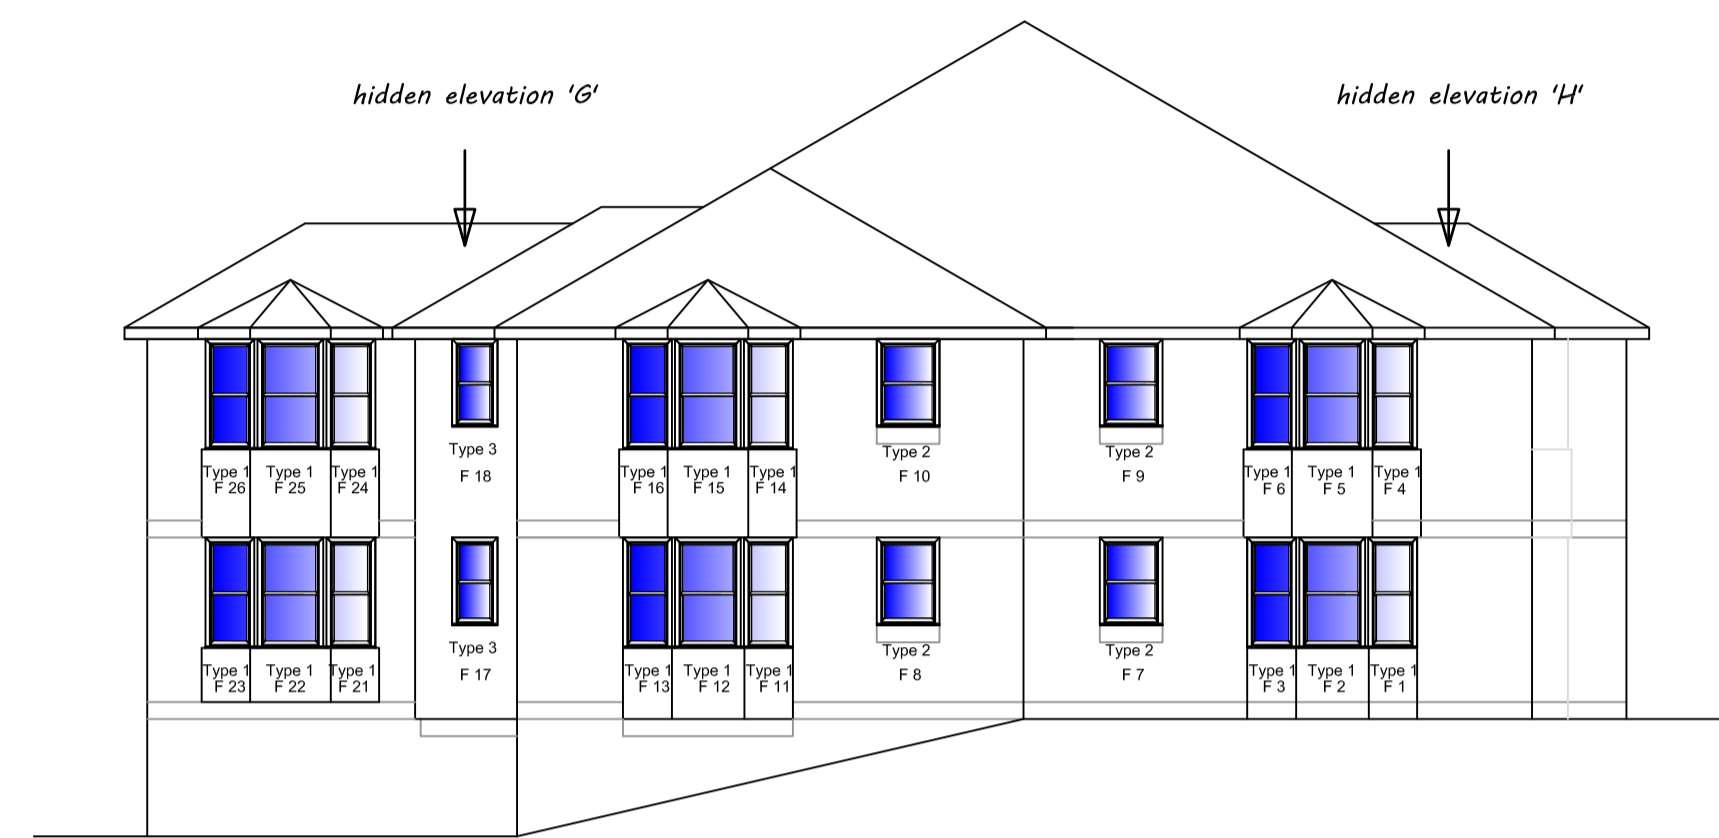 hidden elevation 'G'
hidden elevation 'H'
Type 1
F 26
Type 1
F 25
Type 1
F 24
Type 3
F 18
Type 1
F 16
Type 1
F 15
Type 1
F 14
Type 2
F 10
Type 2
F 9
Type 1
F 6
Type 1
F 5
Type 1
F 4
Type 1
F 23
Type 1
F 22
Type 1
F 21
Type 3
F 17
Type 1
F 13
Type 1
F 12
Type 1
F 11
Type 2
F 8
Type 2
F 7
Type 1
F 3
Type 1
F 2
Type 1
F 1